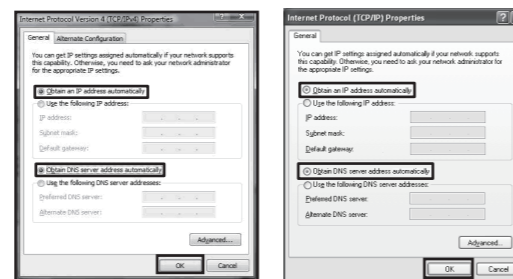 Internet Protocol Version 4 (TCP/IPv4) Properties
General
Alternate Configuration
You can get IP settings assigned automatically if your network supports
this capability. Otherwise, you need to ask your network administrator
for the appropriate IP settings.
Obtain an IP address automatically
Use the following IP address:
IP address:
Subnet mask:
Default gateway:
Obtain DNS server address automatically
Use the following DNS server addresses:
Preferred DNS server:
Alternate DNS server:
Advanced...
OK
Cancel
Internet Protocol (TCP/IP) Properties
General
You can get IP settings assigned automatically if your network supports
this capability. Otherwise, you need to ask your network administrator for
the appropriate IP settings.
Obtain an IP address automatically
Use the following IP address:
IP address:
Subnet mask:
Default gateway:
Obtain DNS server address automatically
Use the following DNS server addresses:
Preferred DNS server:
Alternate DNS server:
Advanced...
OK
Cancel